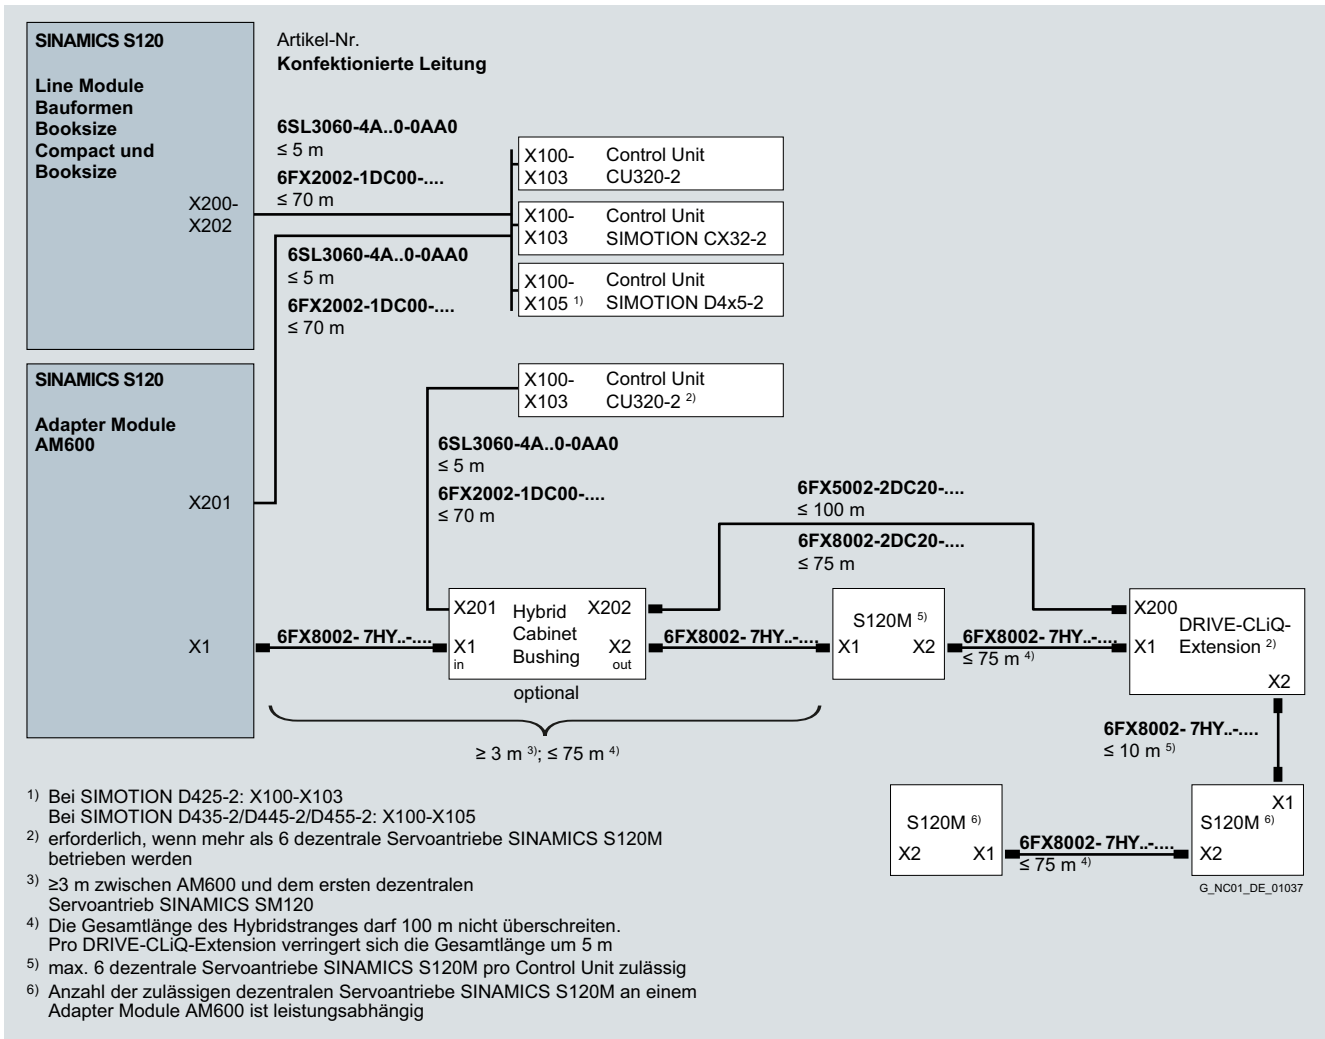 SINAMICS S120
Line Module
Bauformen
Booksize
Compact und
Booksize
X200-
X202
Artikel-Nr.
Konfektionierte Leitung
6SL3060-4A..0-0AA0
≤ 5 m
6FX2002-1DC00-....
≤ 70 m
X100-
X103
Control Unit
CU320-2
X100-
X103
Control Unit
SIMOTION CX32-2
X100-
X105 1)
Control Unit
SIMOTION D4x5-2
6SL3060-4A..0-0AA0
≤ 5 m
6FX2002-1DC00-....
≤ 70 m
SINAMICS S120
Adapter Module
AM600
X201
X1
X100-
X103
Control Unit
CU320-2 2)
6SL3060-4A..0-0AA0
≤ 5 m
6FX2002-1DC00-....
≤ 70 m
6FX5002-2DC20-....
≤ 100 m
6FX8002-2DC20-....
≤ 75 m
6FX8002- 7HY..-....
X201
X1
in
Hybrid
Cabinet
Bushing
X202
X2
out
optional
6FX8002- 7HY..-....
S120M 5)
X1 X2
6FX8002- 7HY..-....
≤ 75 m 4)
X200
X1
DRIVE-CLiQ-
Extension 2)
X2
≥ 3 m 3); ≤ 75 m 4)
6FX8002- 7HY..-....
≤ 10 m 5)
S120M 6)
X2 X1
6FX8002- 7HY..-....
≤ 75 m 4)
X1
S120M 6)
X2
G_NC01_DE_01037
1) Bei SIMOTION D425-2: X100-X103
Bei SIMOTION D435-2/D445-2/D455-2: X100-X105
2) erforderlich, wenn mehr als 6 dezentrale Servoantriebe SINAMICS S120M
betrieben werden
3) ≥3 m zwischen AM600 und dem ersten dezentralen
Servoantrieb SINAMICS SM120
4) Die Gesamtlänge des Hybridstranges darf 100 m nicht überschreiten.
Pro DRIVE-CLiQ-Extension verringert sich die Gesamtlänge um 5 m
5) max. 6 dezentrale Servoantriebe SINAMICS S120M pro Control Unit zulässig
6) Anzahl der zulässigen dezentralen Servoantriebe SINAMICS S120M an einem
Adapter Module AM600 ist leistungsabhängig